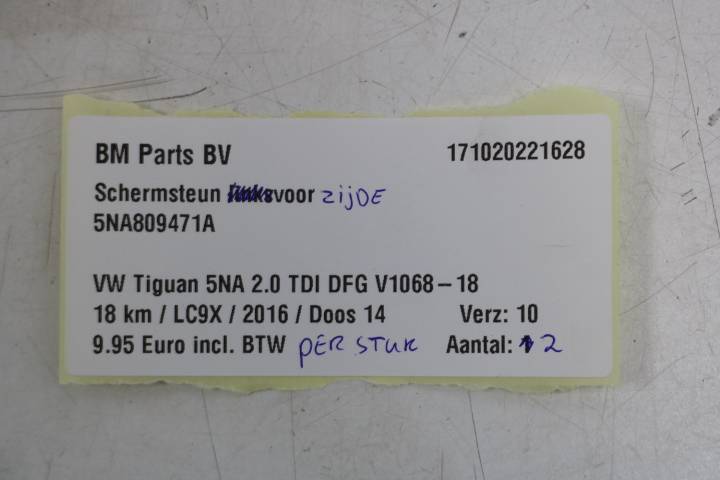 BM Parts BV 171020221628
Schermsteun voor zijDE
5NA809471A
VW Tiguan 5NA 2.0 TDI DFG V1068-18
18 km / LC9X / 2016 / Doos 14 Verz: 10
9.95 Euro incl. BTW PER STUK Aantal: 2